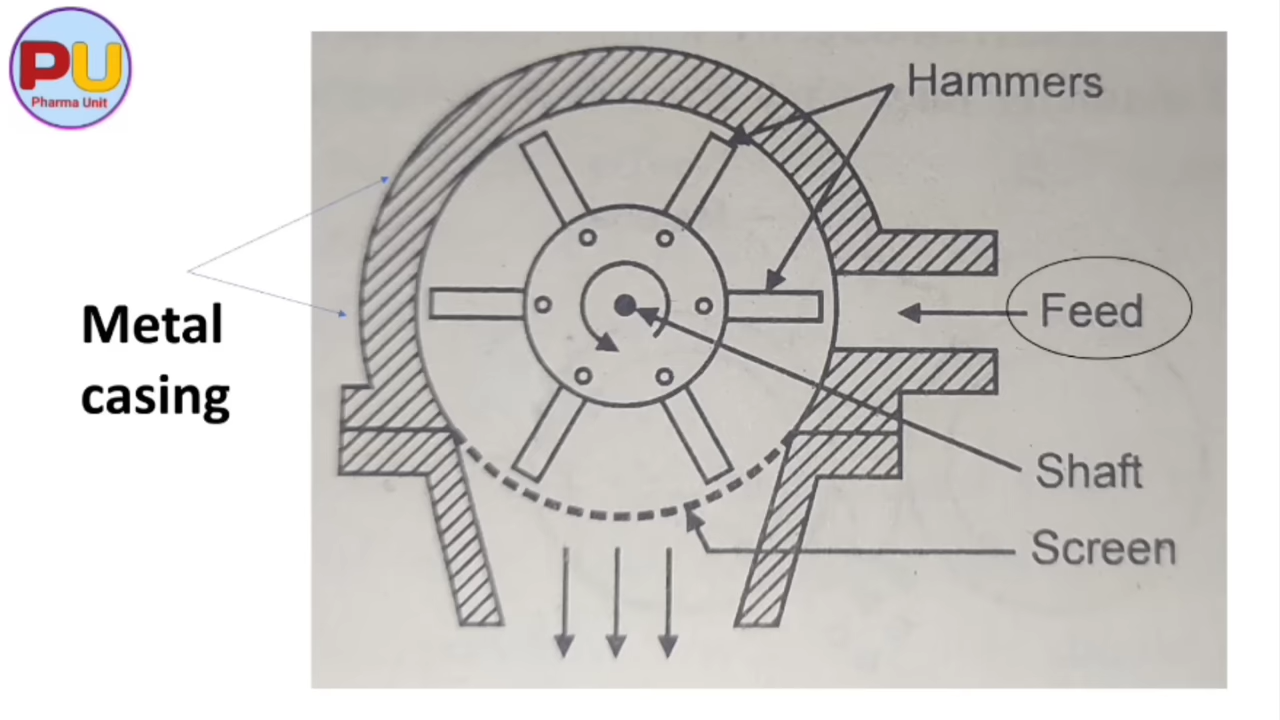 PU
Pharma Unit
Hammers
Metal
casing
Feed
Shaft
Screen